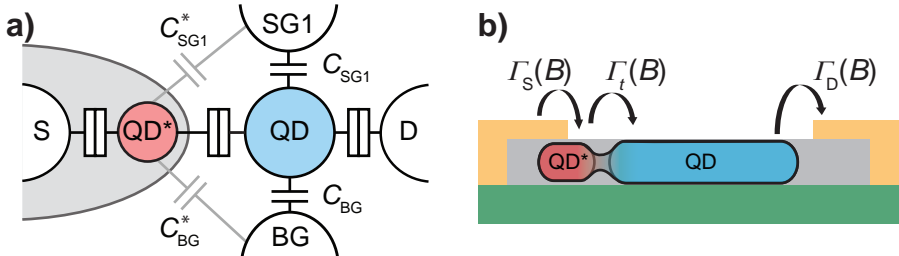 a)
C*SG1
SG1
CSG1
S
QD*
QD
D
C*BG
CBG
BG
b)
ΓS(B)
Γt(B)
ΓD(B)
QD*
QD